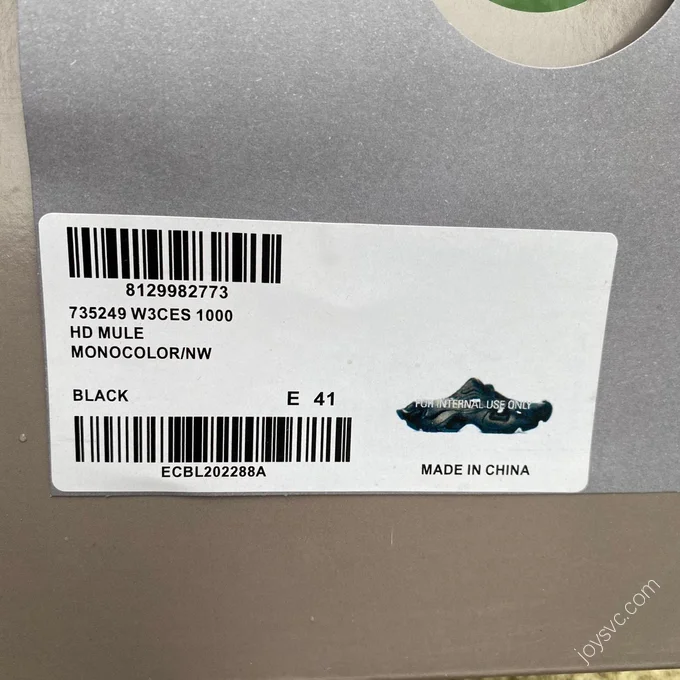 8129982773
735249 W3CES 1000
HD MULE
MONOCOLOR/NW
BLACK E 41
FOR INTERNAL USE ONLY
ECBL202288A
MADE IN CHINA
joysvc.com